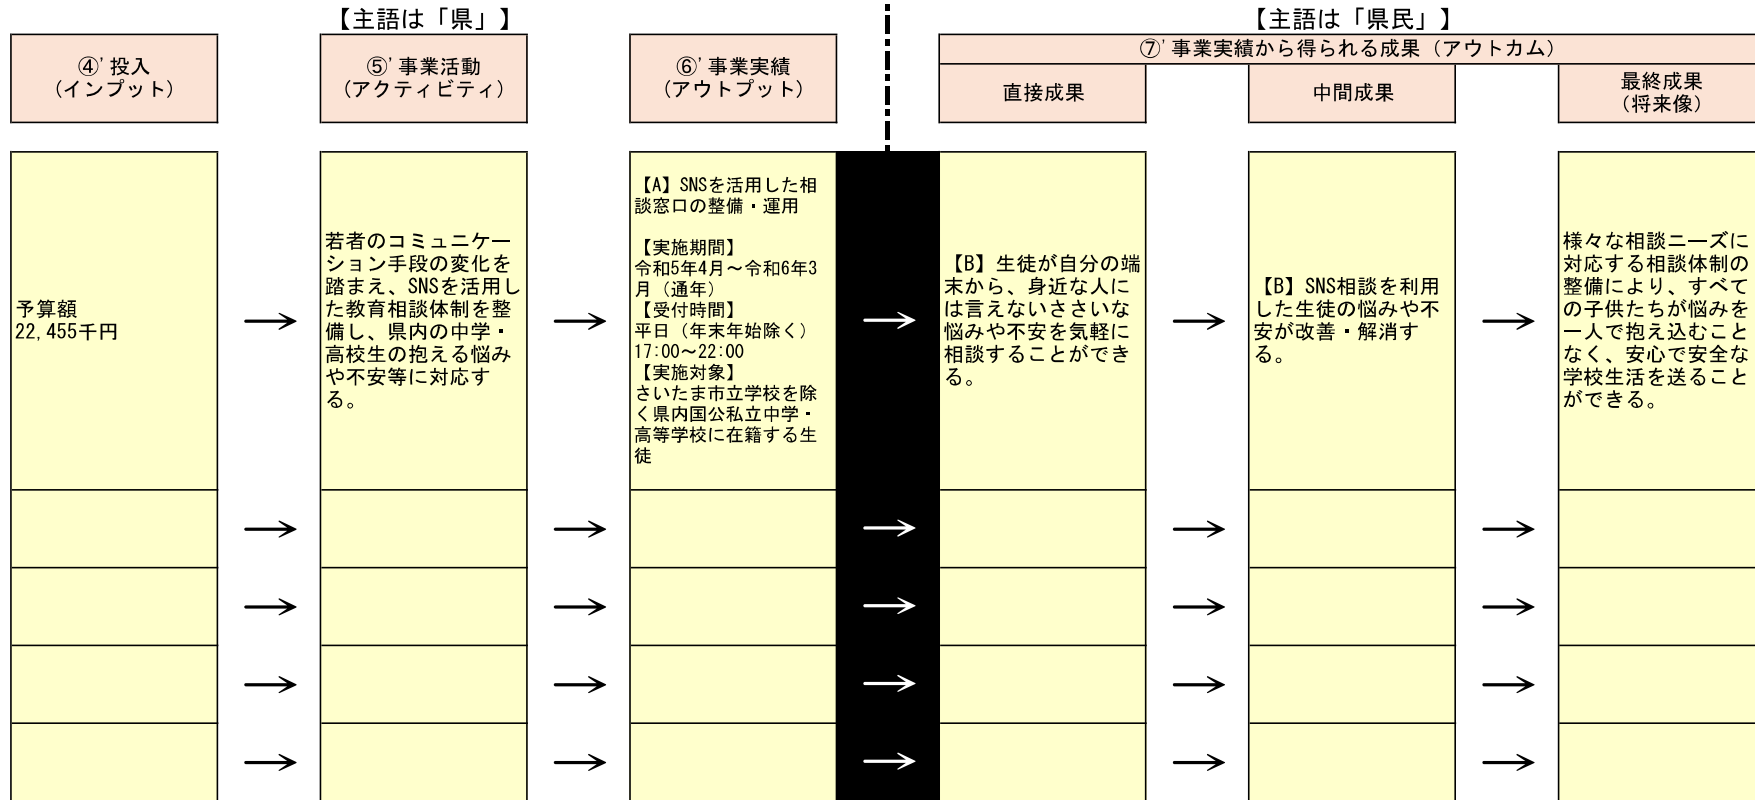 【主語は「県」】
【主語は「県民」】
④'投入
（インプット）
⑤'事業活動
（アクティビティ）
⑥'事業実績
（アウトプット）
⑦'事業実績から得られる成果（アウトカム）
直接成果
中間成果
最終成果
（将来像）
予算額
22,455千円
若者のコミュニケー
ション手段の変化を
踏まえ、SNSを活用し
た教育相談体制を整
備し、県内の中学・
高校生の抱える悩み
や不安等に対応す
る。
【A】SNSを活用した相
談窓口の整備・運用
【実施期間】
令和5年4月～令和6年3
月（通年）
【受付時間】
平日（年末年始除く）
17:00～22:00
【実施対象】
さいたま市立学校を除
く県内国公私立中学・
高等学校に在籍する生
徒
【B】生徒が自分の端
末から、身近な人に
は言えないささいな
悩みや不安を気軽に
相談することができ
る。
【B】SNS相談を利用
した生徒の悩みや不
安が改善・解消す
る。
様々な相談ニーズに
対応する相談体制の
整備により、すべて
の子供たちが悩みを
一人で抱え込むこと
なく、安心で安全な
学校生活を送ること
ができる。